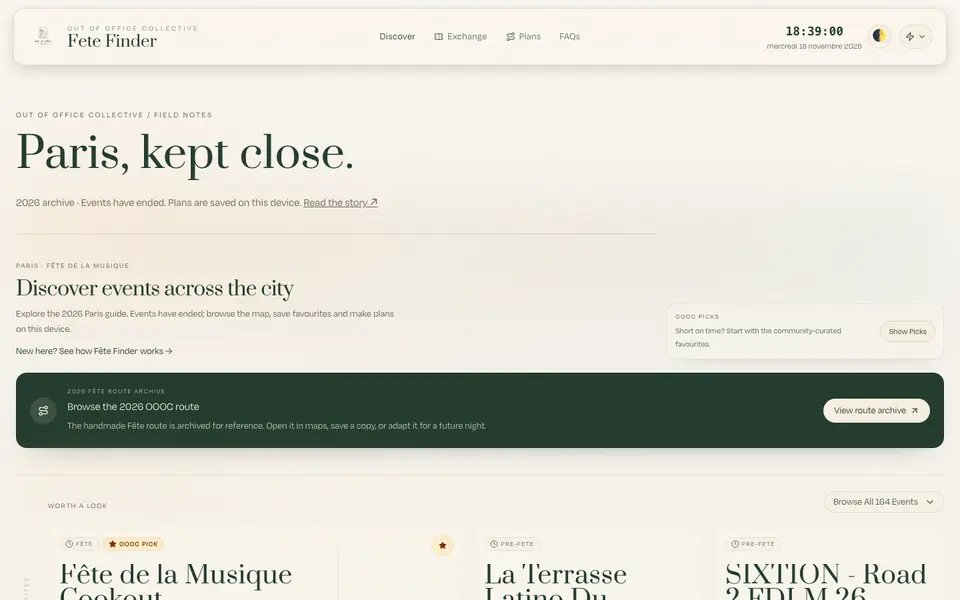 OUT OF OFFICE COLLECTIVE
Fete Finder
Discover
Exchange
Plans
FAQs
18:39:00
mercredi 18 novembre 2026
OUT OF OFFICE COLLECTIVE / FIELD NOTES
Paris, kept close.
2026 archive · Events have ended. Plans are saved on this device. Read the story ↗
PARIS · FÊTE DE LA MUSIQUE
Discover events across the city
Explore the 2026 Paris guide. Events have ended; browse the map, save favourites and make plans
on this device.
New here? See how Fête Finder works →
OOOC PICKS
Short on time? Start with the community-curated
favourites.
Show Picks
2026 FÊTE ROUTE ARCHIVE
Browse the 2026 OOOC route
The handmade Fête route is archived for reference. Open it in maps, save a copy, or adapt it for a future night.
View route archive ↗
WORTH A LOOK
Browse All 164 Events
FÊTE
OOOC PICK
Fête de la Musique
Cookout
PRE-FETE
La Terrasse
Latino Du
PRE-FETE
SIXTION - Road
2 EDLM 26